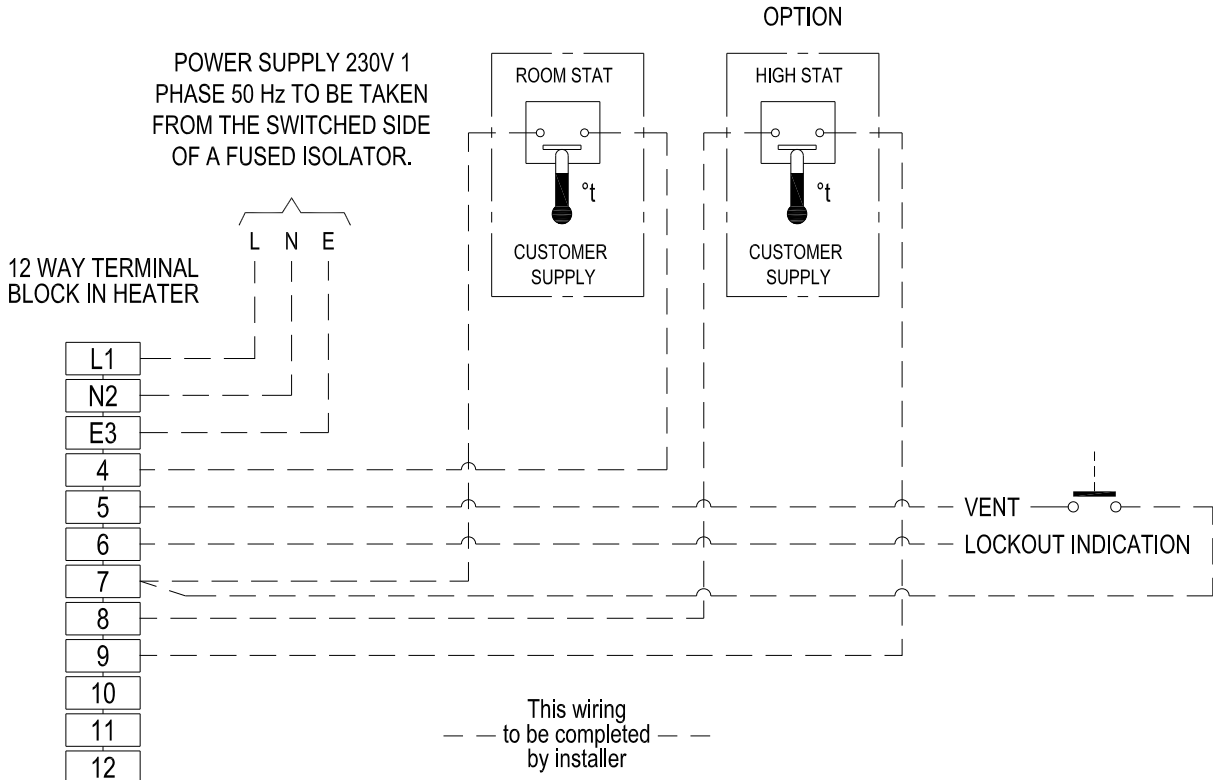 OPTION
POWER SUPPLY 230V 1
PHASE 50 Hz TO BE TAKEN
FROM THE SWITCHED SIDE
OF A FUSED ISOLATOR.
ROOM STAT
°t
CUSTOMER
SUPPLY
HIGH STAT
°t
CUSTOMER
SUPPLY
L N E
12 WAY TERMINAL
BLOCK IN HEATER
L1
N2
E3
4
5
6
7
8
9
10
11
12
VENT
LOCKOUT INDICATION
This wiring
to be completed
by installer